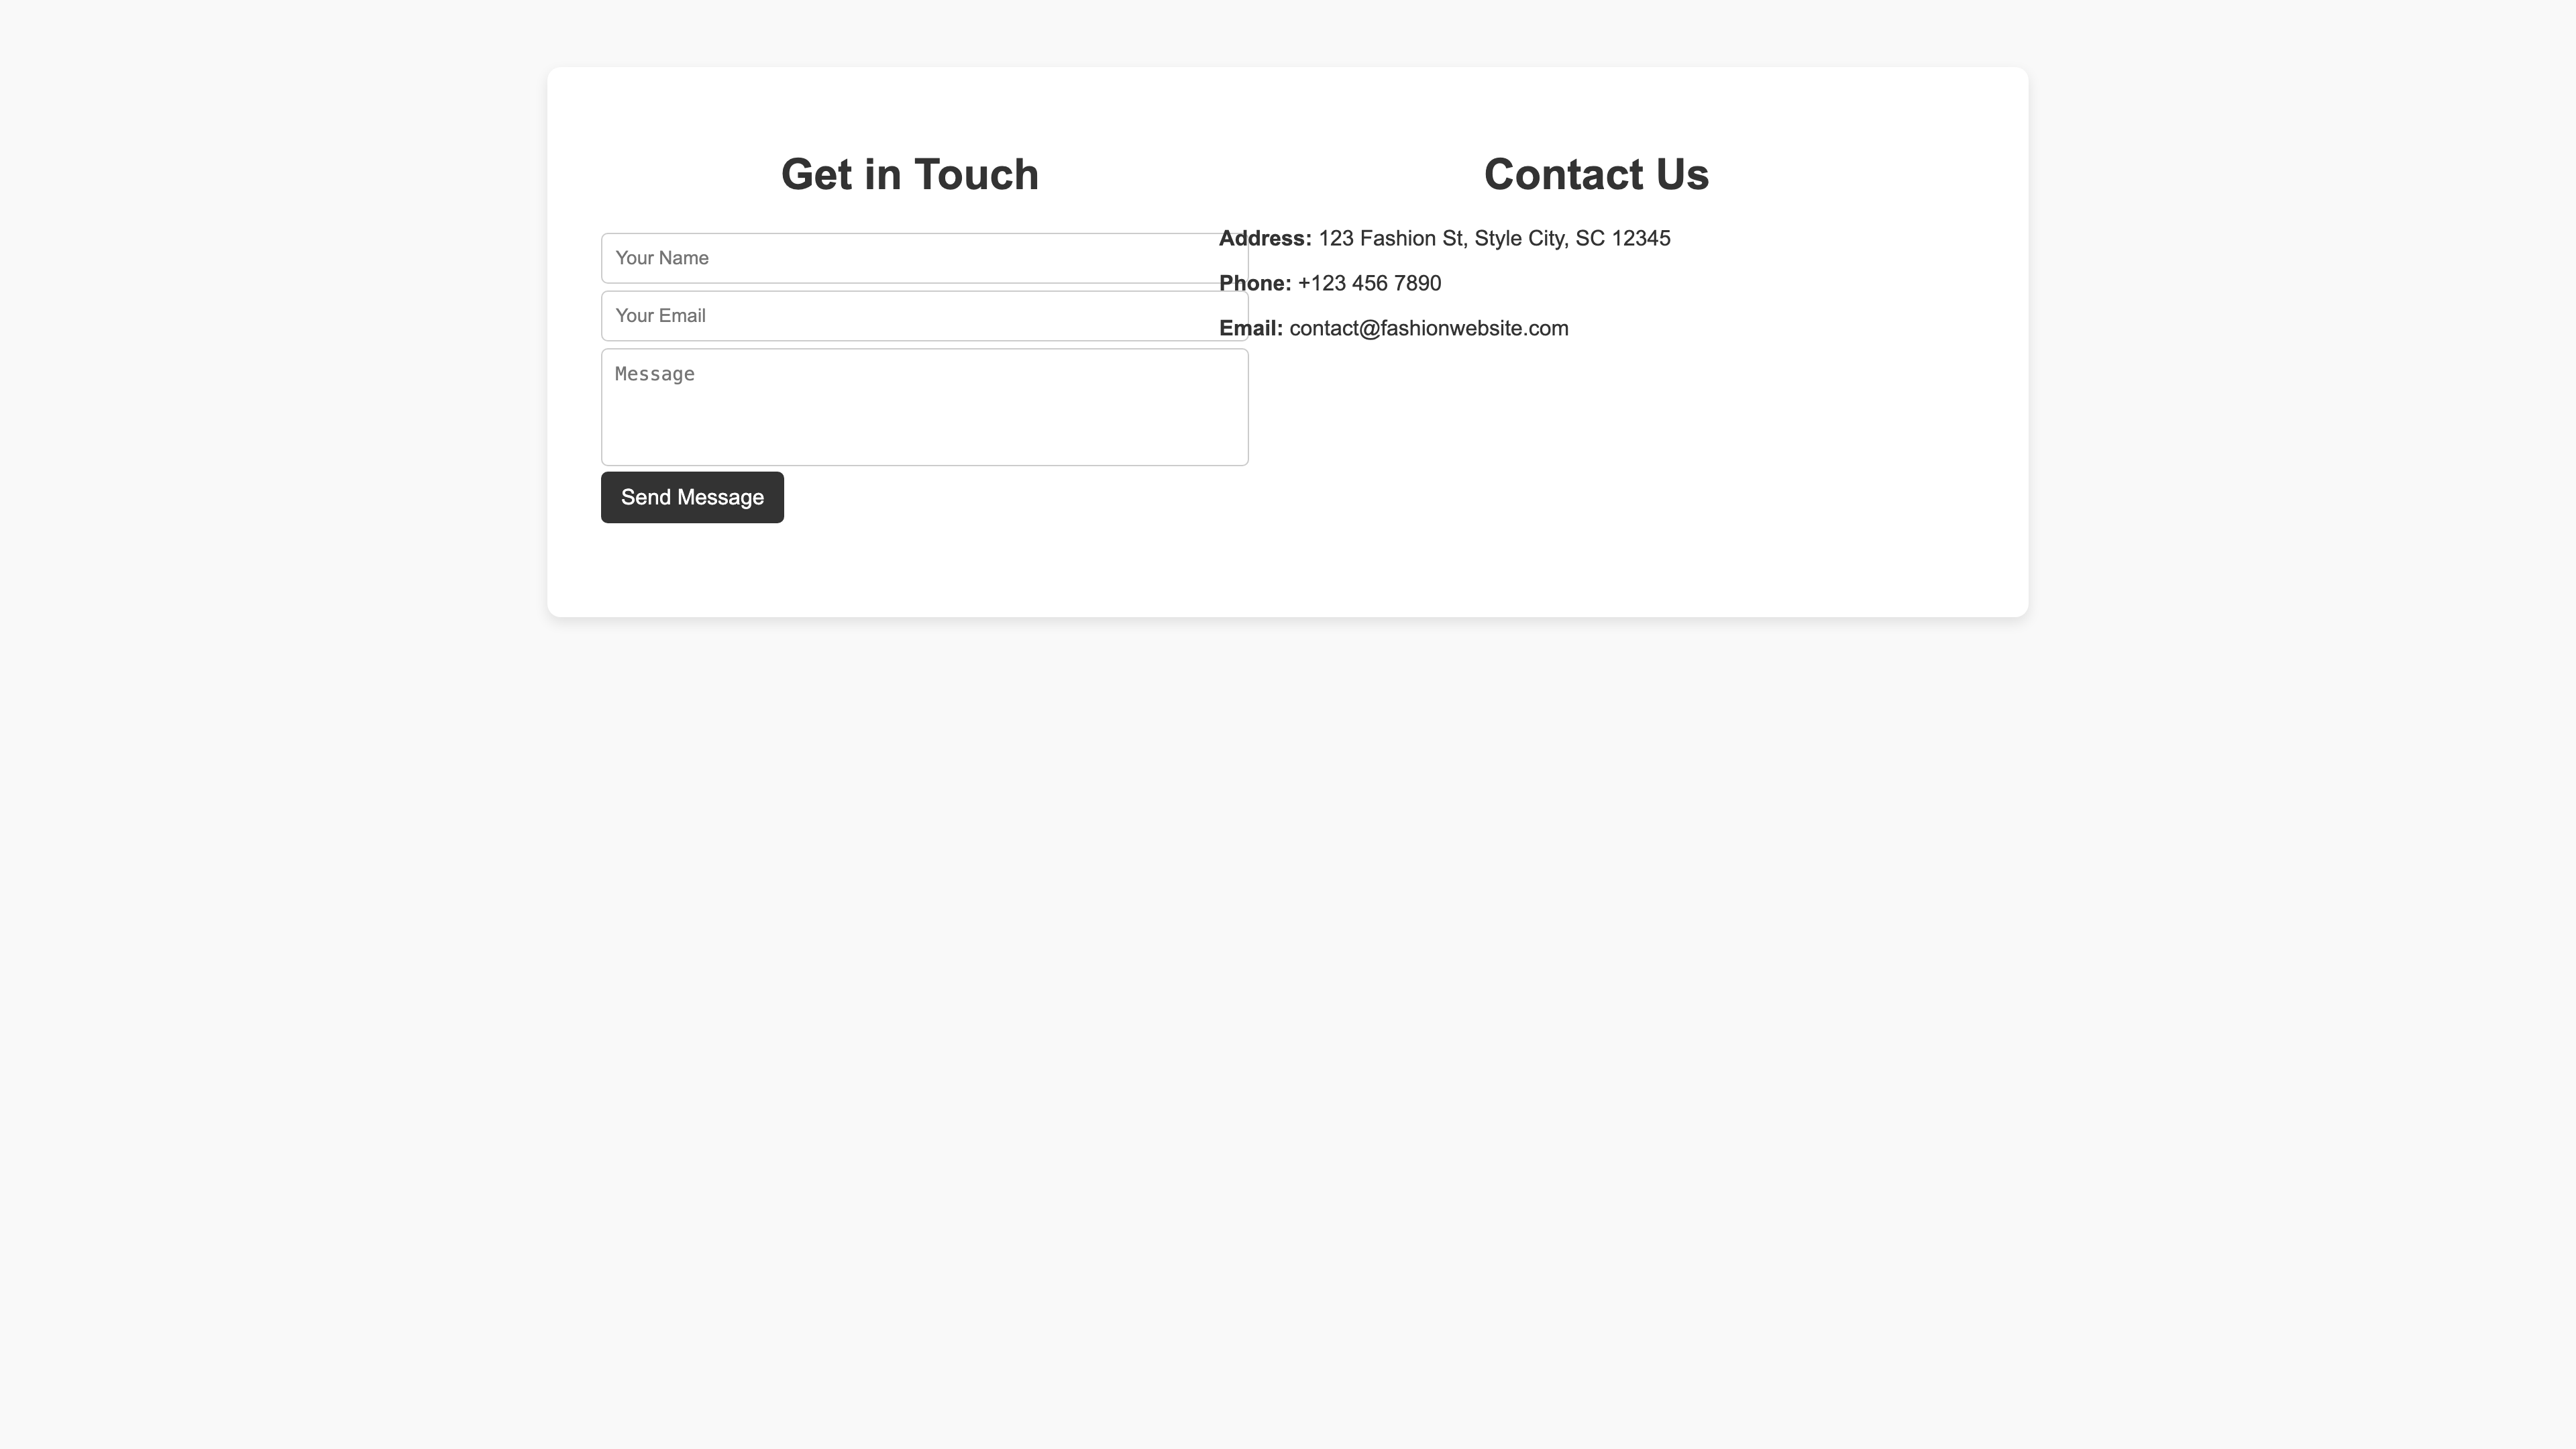 Get in Touch
Your Name
Your Email
Message
Send Message
Contact Us
Address: 123 Fashion St, Style City, SC 12345
Phone: +123 456 7890
Email: contact@fashionwebsite.com